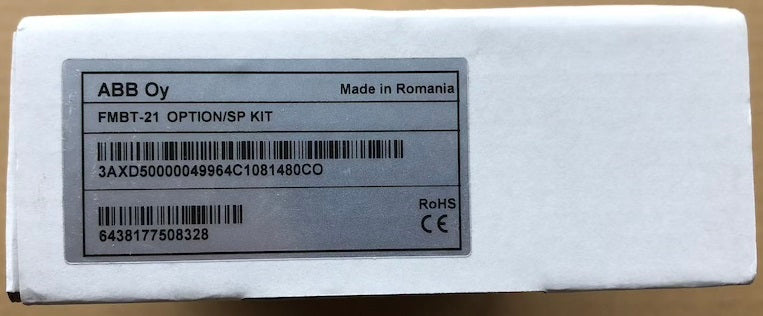 ABB Oy Made in Romania
FMBT-21 OPTION/SP KIT
3AXD50000049964C1081480CO
RoHS
CE
6438177508328